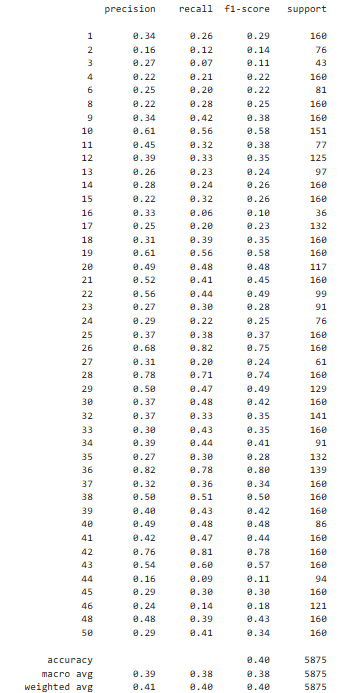 precision recall f1-score support
1 0.34 0.26 0.29 160
2 0.16 0.12 0.14 76
3 0.27 0.07 0.11 43
4 0.22 0.21 0.22 160
6 0.25 0.20 0.22 81
8 0.22 0.28 0.25 160
9 0.34 0.42 0.38 160
10 0.61 0.56 0.58 151
11 0.45 0.32 0.38 77
12 0.39 0.33 0.35 125
13 0.26 0.23 0.24 97
14 0.28 0.24 0.26 160
15 0.22 0.32 0.26 160
16 0.33 0.06 0.10 36
17 0.25 0.20 0.23 132
18 0.31 0.39 0.35 160
19 0.61 0.56 0.58 160
20 0.49 0.48 0.48 117
21 0.52 0.41 0.45 160
22 0.56 0.44 0.49 99
23 0.27 0.30 0.28 91
24 0.29 0.22 0.25 76
25 0.37 0.38 0.37 160
26 0.68 0.82 0.75 160
27 0.31 0.20 0.24 61
28 0.78 0.71 0.74 160
29 0.50 0.47 0.49 129
30 0.37 0.48 0.42 160
32 0.37 0.33 0.35 141
33 0.30 0.43 0.35 160
34 0.39 0.44 0.41 91
35 0.27 0.30 0.28 132
36 0.82 0.78 0.80 139
37 0.32 0.36 0.34 160
38 0.50 0.51 0.50 160
39 0.40 0.43 0.42 160
40 0.49 0.48 0.48 86
41 0.42 0.47 0.44 160
42 0.76 0.81 0.78 160
43 0.54 0.60 0.57 160
44 0.16 0.09 0.11 94
45 0.29 0.30 0.30 160
46 0.24 0.14 0.18 121
48 0.48 0.39 0.43 160
50 0.29 0.41 0.34 160
accuracy 0.40 5875
macro avg 0.39 0.38 0.38 5875
weighted avg 0.41 0.40 0.40 5875